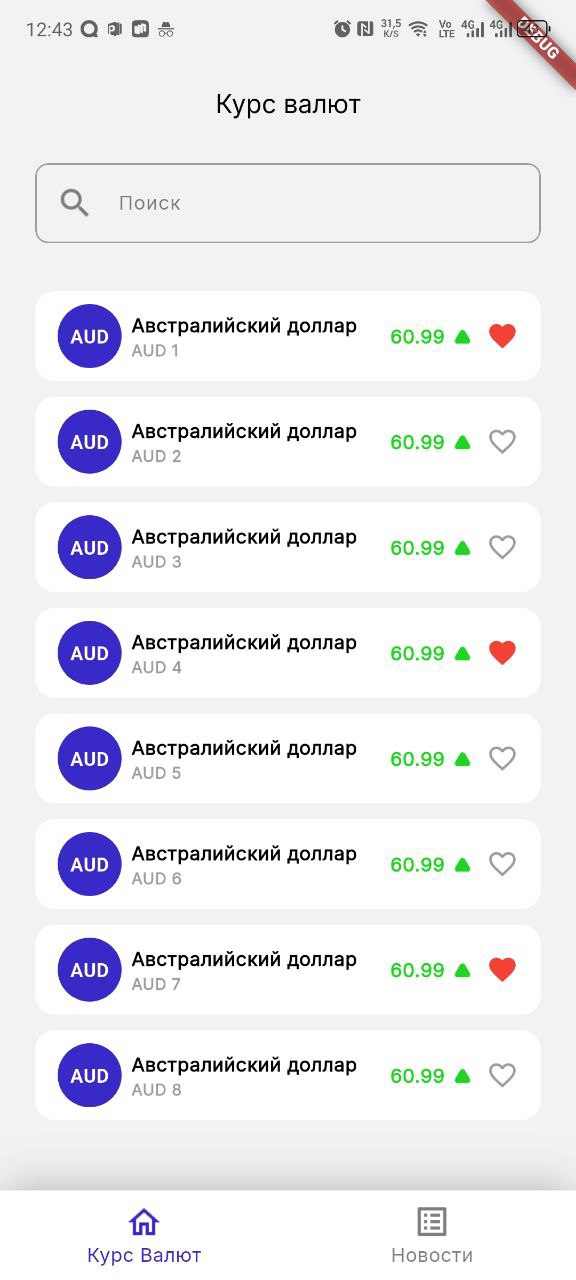 12:43
31,5 K/S
Vo LTE
4G
4G
DEBUG
Курс валют
Поиск
AUD
Австралийский доллар
AUD 1
60.99
AUD
Австралийский доллар
AUD 2
60.99
AUD
Австралийский доллар
AUD 3
60.99
AUD
Австралийский доллар
AUD 4
60.99
AUD
Австралийский доллар
AUD 5
60.99
AUD
Австралийский доллар
AUD 6
60.99
AUD
Австралийский доллар
AUD 7
60.99
AUD
Австралийский доллар
AUD 8
60.99
Курс Валют
Новости